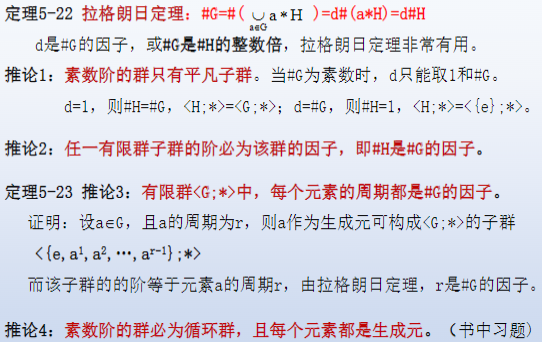 定理5-22 拉格朗日定理：#G=#( ∪ a*H )=d#(a*H)=d#H
a∈G
d是#G的因子，或#G是#H的整数倍，拉格朗日定理非常有用。
推论1：素数阶的群只有平凡子群。当#G为素数时，d只能取1和#G。
d=1，则#H=#G，<H;*>=<G;*>；d=#G，则#H=1，<H;*>=<{e};*>。
推论2：任一有限群子群的阶必为该群的因子，即#H是#G的因子。
定理5-23 推论3：有限群<G;*>中，每个元素的周期都是#G的因子。
证明：设a∈G，且a的周期为r，则a作为生成元可构成<G;*>的子群
<{e,a¹,a²,…,aʳ⁻¹};*>
而该子群的的阶等于元素a的周期r，由拉格朗日定理，r是#G的因子。
推论4：素数阶的群必为循环群，且每个元素都是生成元。（书中习题）